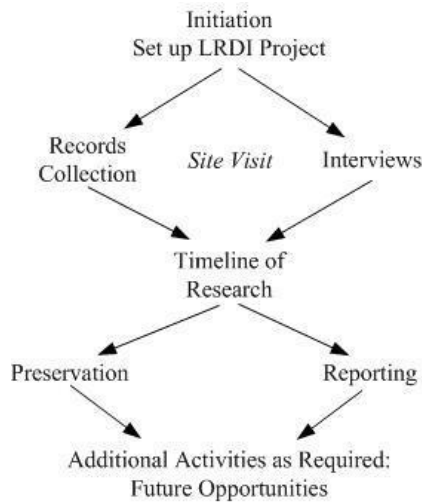 Initiation
Set up LRDI Project
Records
Collection
Site Visit
Interviews
Timeline of
Research
Preservation
Reporting
Additional Activities as Required:
Future Opportunities